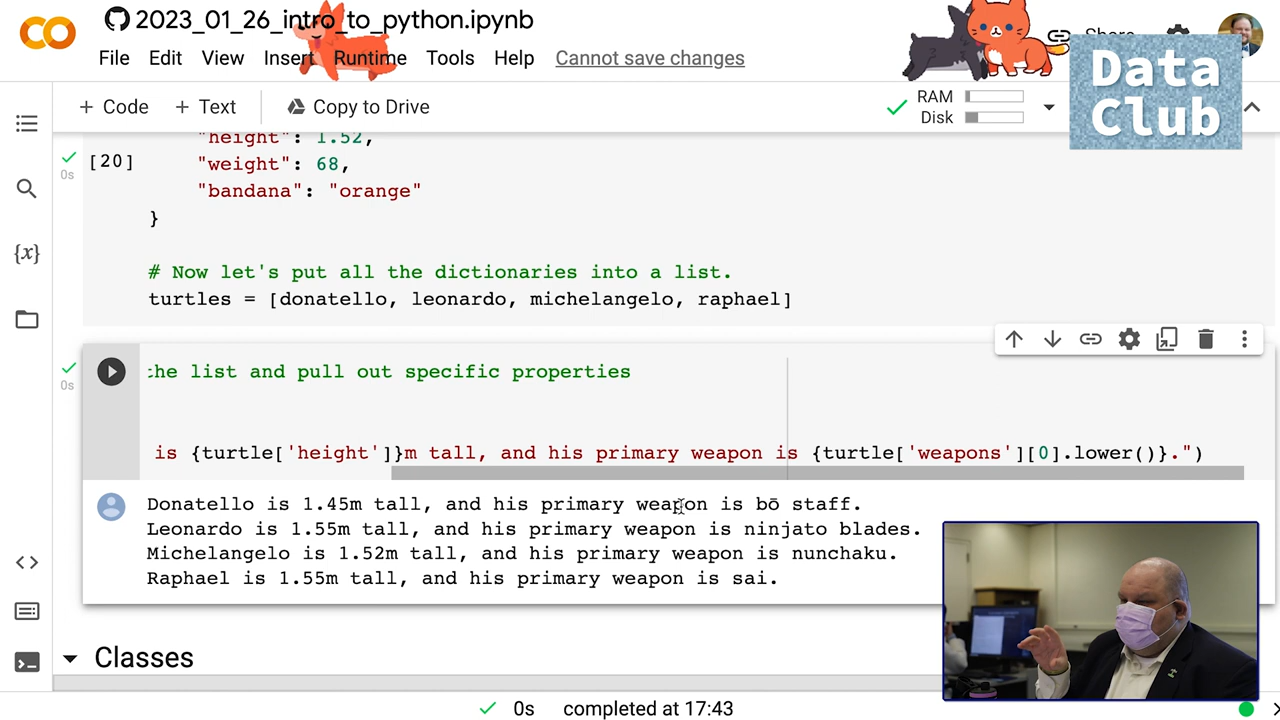 2023_01_26_intro_to_python.ipynb
File Edit View Insert Runtime Tools Help Cannot save changes
Share
Data
Club
+ Code + Text Copy to Drive
RAM
Disk
"height": 1.52,
[20] "weight": 68,
0s
"bandana": "orange"
}
# Now let's put all the dictionaries into a list.
turtles = [donatello, leonardo, michelangelo, raphael]
{x}
the list and pull out specific properties
0s
is {turtle['height']}m tall, and his primary weapon is {turtle['weapons'][0].lower()}.")
Donatello is 1.45m tall, and his primary weapon is bō staff.
Leonardo is 1.55m tall, and his primary weapon is ninjato blades.
Michelangelo is 1.52m tall, and his primary weapon is nunchaku.
Raphael is 1.55m tall, and his primary weapon is sai.
Classes
0s completed at 17:43